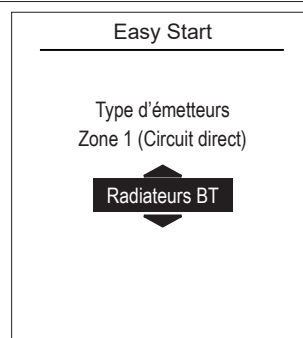 Easy Start
Type d'émetteurs
Zone 1 (Circuit direct)
Radiateurs BT